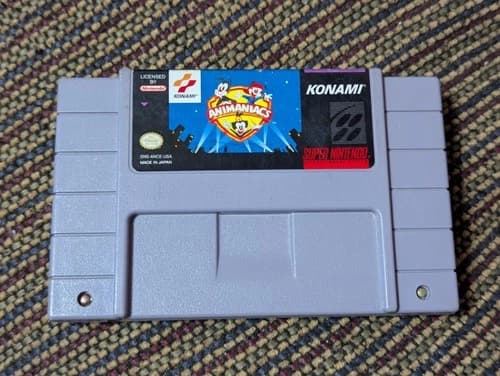 LICENSED
BY
Nintendo
KONAMI
ANIMANIACS
KONAMI
SNS-ANCE-USA
MADE IN JAPAN
SUPER NINTENDO